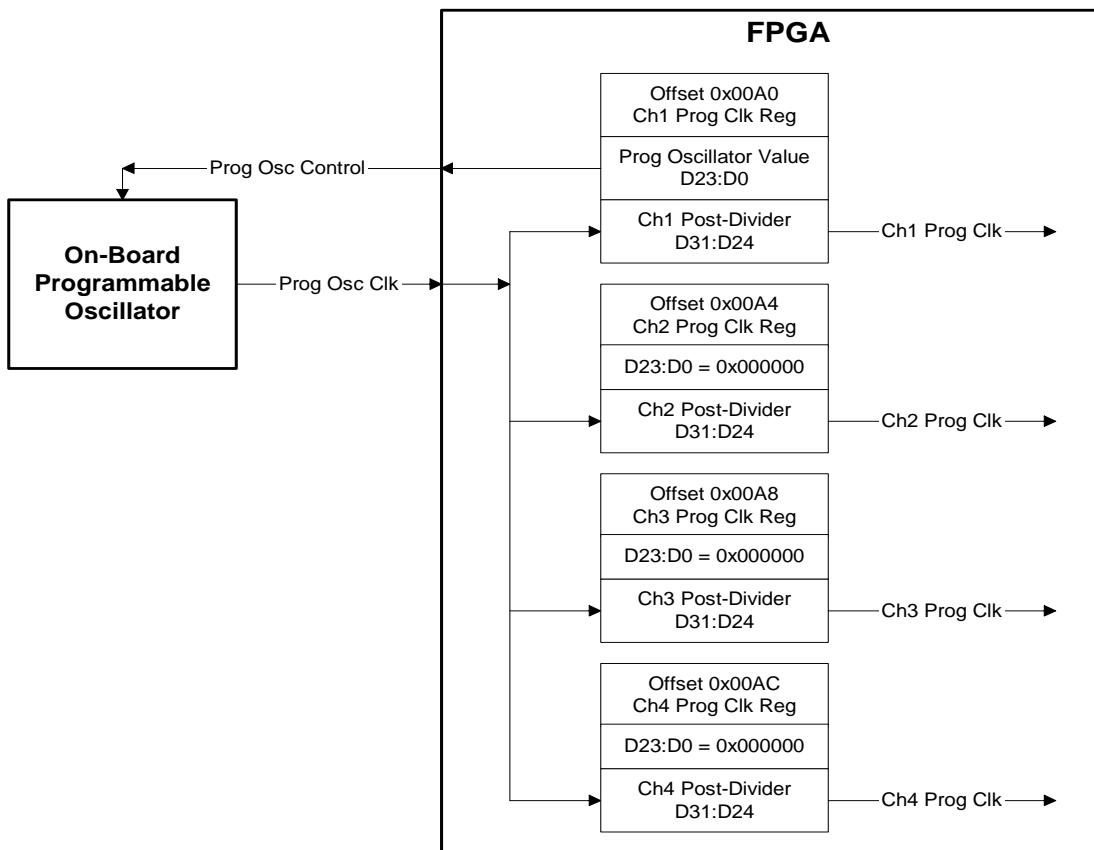 FPGA
Offset 0x00A0
Ch1 Prog Clk Reg
Prog Oscillator Value
D23:D0
Ch1 Post-Divider
D31:D24
Prog Osc Control
On-Board
Programmable
Oscillator
Prog Osc Clk
Ch1 Prog Clk
Offset 0x00A4
Ch2 Prog Clk Reg
D23:D0 = 0x000000
Ch2 Post-Divider
D31:D24
Ch2 Prog Clk
Offset 0x00A8
Ch3 Prog Clk Reg
D23:D0 = 0x000000
Ch3 Post-Divider
D31:D24
Ch3 Prog Clk
Offset 0x00AC
Ch4 Prog Clk Reg
D23:D0 = 0x000000
Ch4 Post-Divider
D31:D24
Ch4 Prog Clk